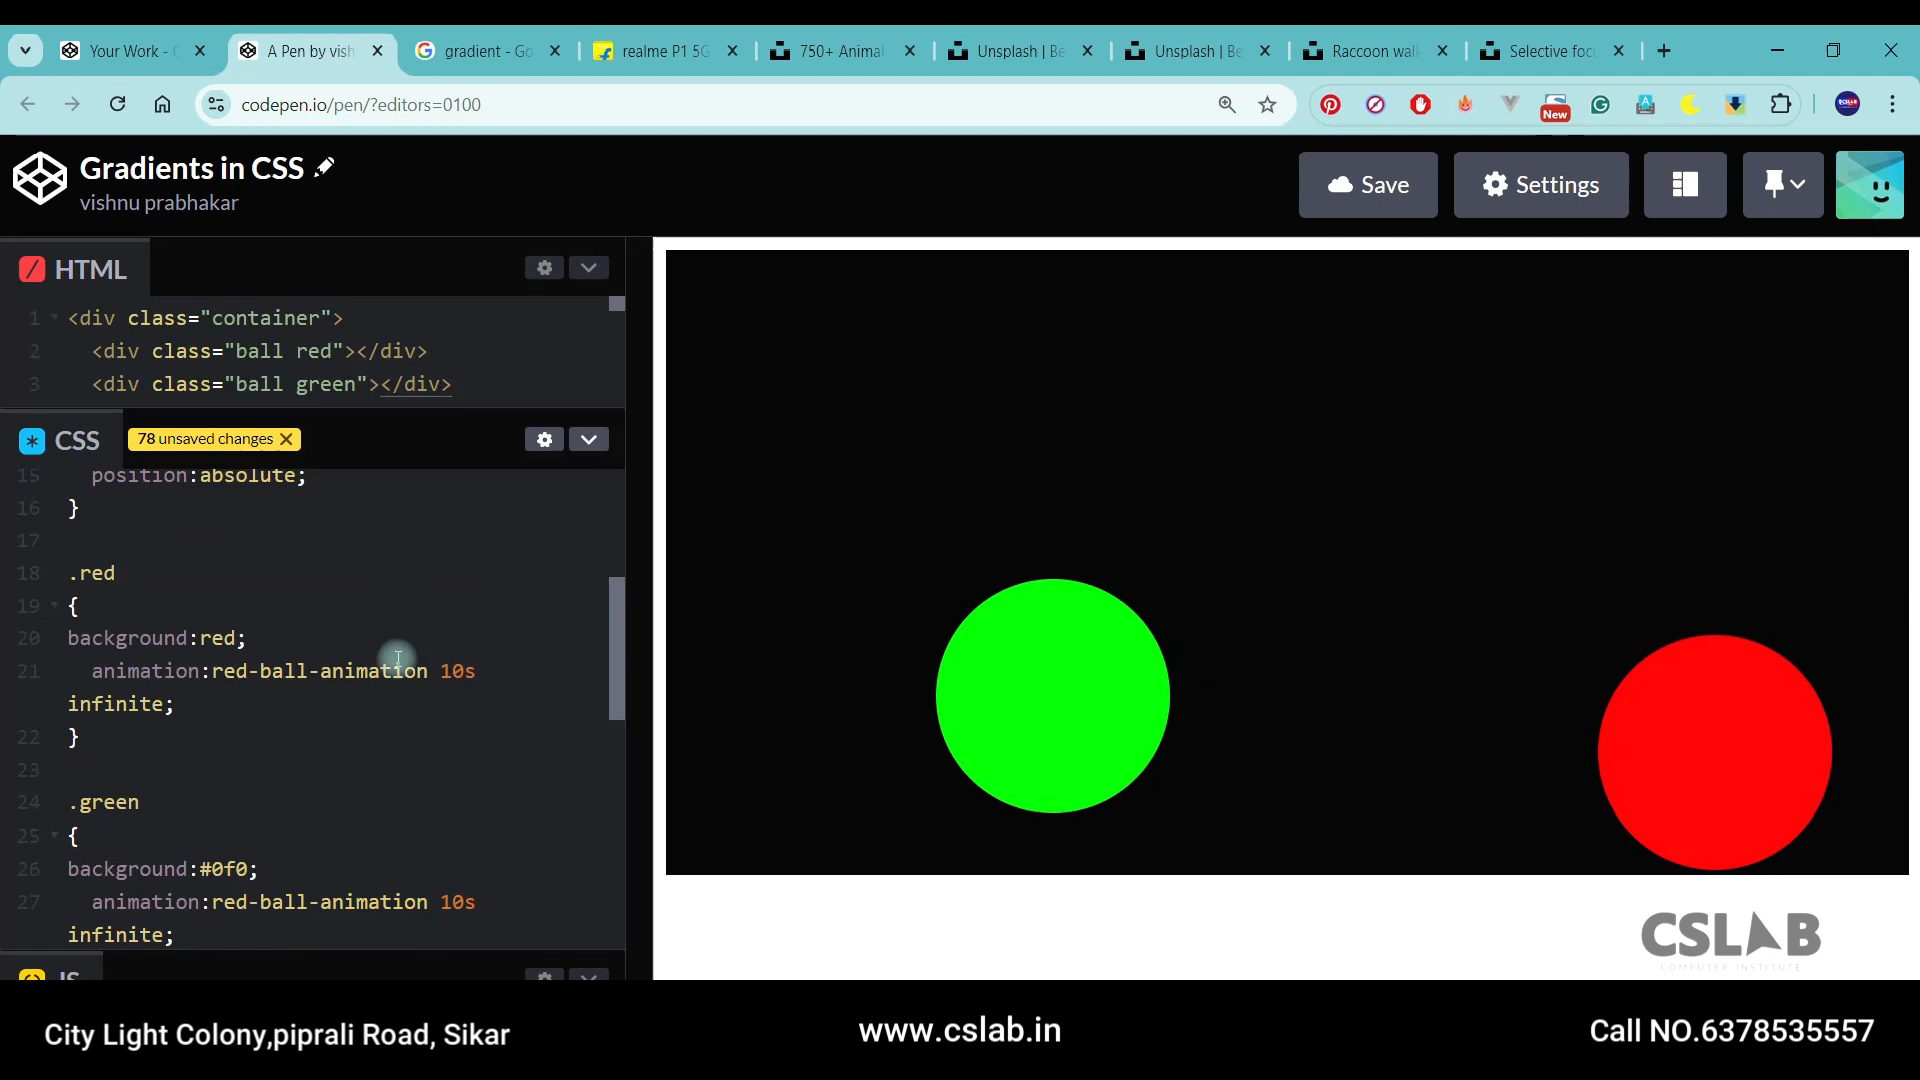 Your Work - C
A Pen by vish
gradient - Go
realme P1 5G
750+ Animal
Unsplash | Be
Unsplash | Be
Raccoon walk
Selective foc
codepen.io/pen/?editors=0100
New
Gradients in CSS
vishnu prabhakar
Save
Settings
HTML
1 <div class="container">
2 <div class="ball red"></div>
3 <div class="ball green"></div>
CSS
78 unsaved changes
15 position:absolute;
16 }
17
18 .red
19 {
20 background:red;
21 animation:red-ball-animation 10s
infinite;
22 }
23
24 .green
25 {
26 background:#0f0;
27 animation:red-ball-animation 10s
infinite;
JS
CSLAB
COMPUTER INSTITUTE
City Light Colony,piprali Road, Sikar
www.cslab.in
Call NO.6378535557